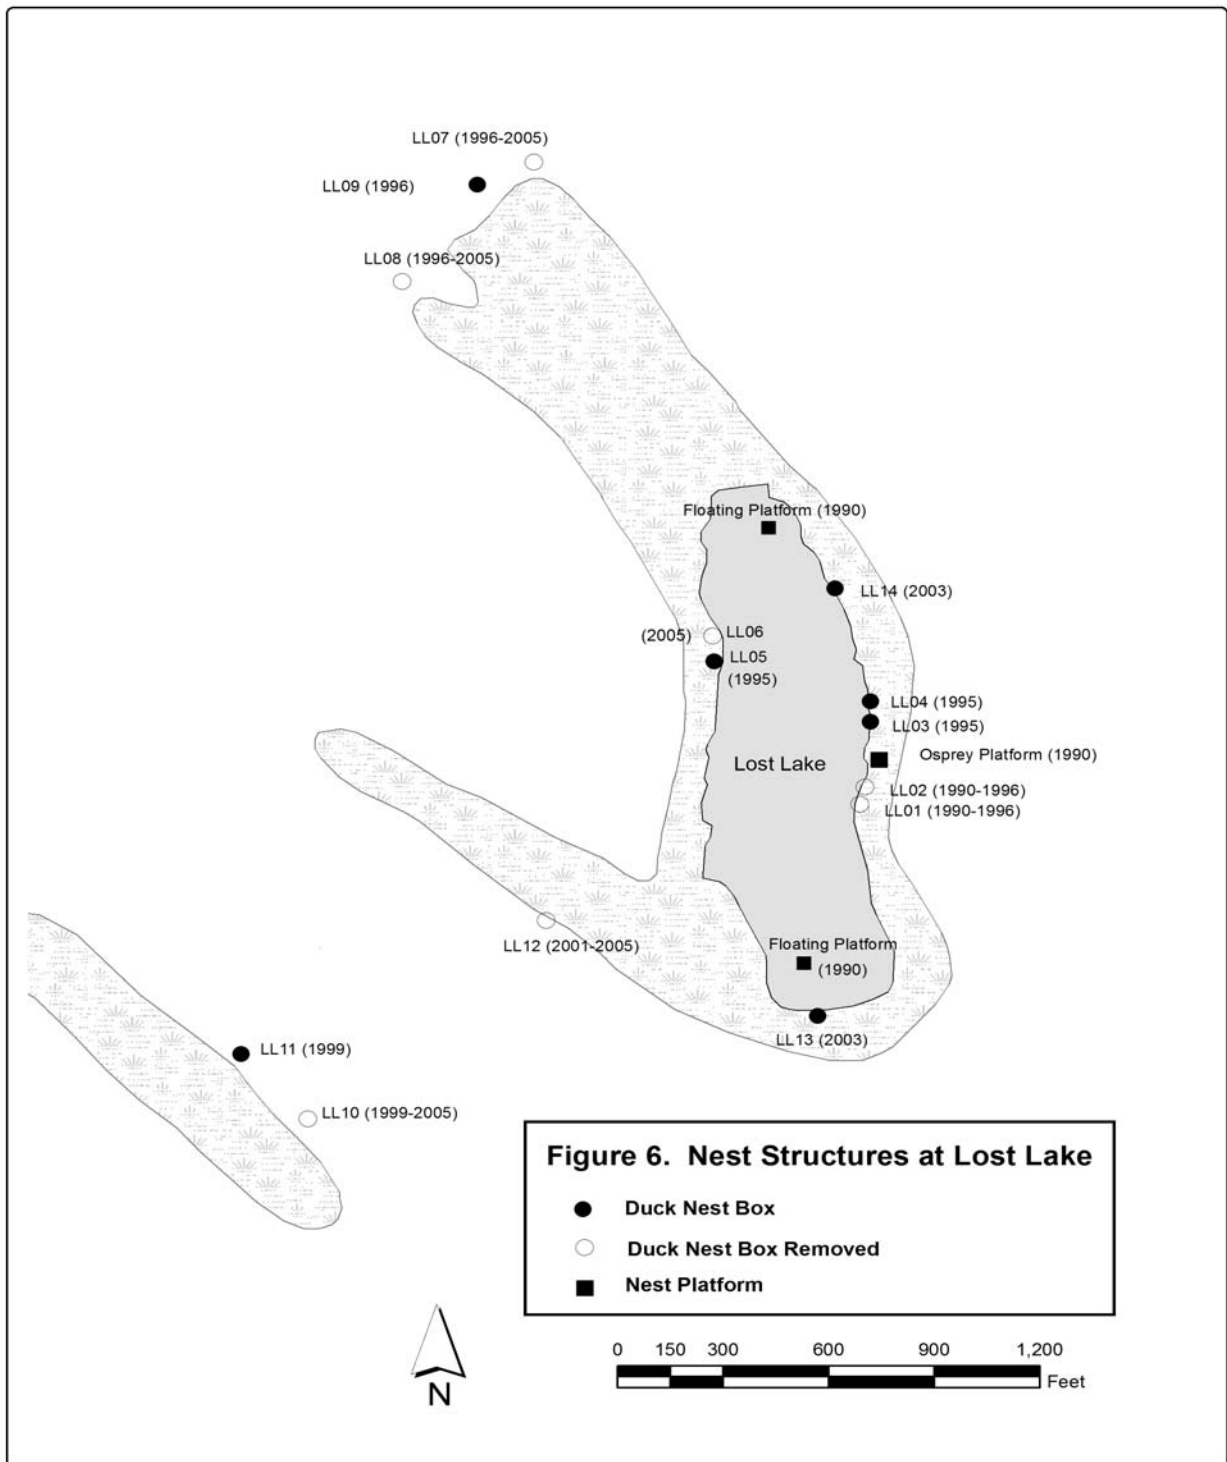 LL07 (1996-2005)
LL09 (1996)
LL08 (1996-2005)
Floating Platform (1990)
LL14 (2003)
(2005) LL06
LL05
(1995)
LL04 (1995)
LL03 (1995)
Osprey Platform (1990)
Lost Lake
LL02 (1990-1996)
LL01 (1990-1996)
LL12 (2001-2005)
Floating Platform
(1990)
LL13 (2003)
LL11 (1999)
LL10 (1999-2005)
Figure 6. Nest Structures at Lost Lake
Duck Nest Box
Duck Nest Box Removed
Nest Platform
0 150 300 600 900 1,200
Feet
N